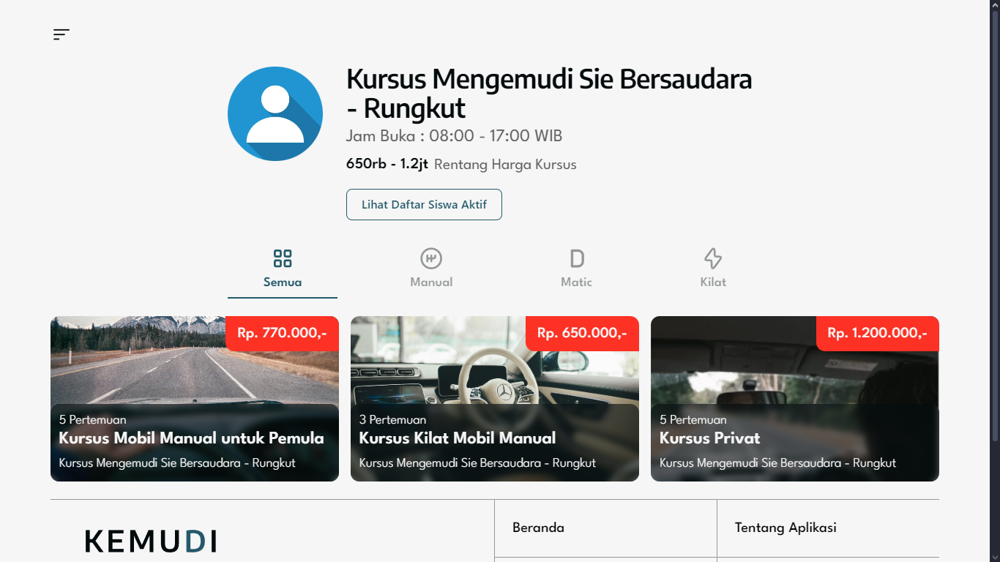 Kursus Mengemudi Sie Bersaudara
- Rungkut
Jam Buka : 08:00 - 17:00 WIB
650rb - 1.2jt Rentang Harga Kursus
Lihat Daftar Siswa Aktif
Semua
Manual
Matic
Kilat
Rp. 770.000,-
5 Pertemuan
Kursus Mobil Manual untuk Pemula
Kursus Mengemudi Sie Bersaudara - Rungkut
Rp. 650.000,-
3 Pertemuan
Kursus Kilat Mobil Manual
Kursus Mengemudi Sie Bersaudara - Rungkut
Rp. 1.200.000,-
5 Pertemuan
Kursus Privat
Kursus Mengemudi Sie Bersaudara - Rungkut
KEMUDI
Beranda
Tentang Aplikasi